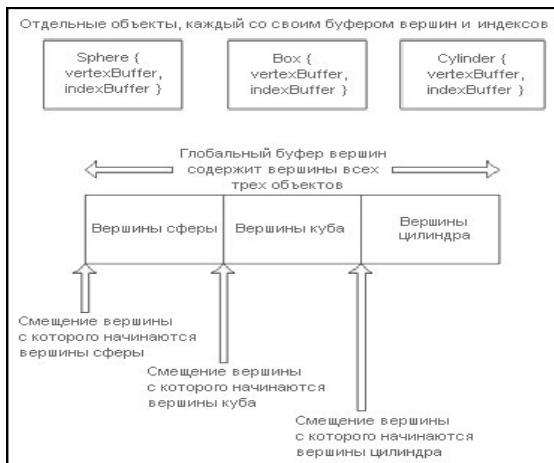 Отдельные объекты, каждый со своим буфером вершин и индексов
Sphere {
vertexBuffer,
indexBuffer }
Box {
vertexBuffer,
indexBuffer }
Cylinder {
vertexBuffer,
indexBuffer }
Глобальный буфер вершин
содержит вершины всех
трех объектов
Вершины сферы
Вершины куба
Вершины
цилиндра
Смещение вершины
с которого начинаются
вершины сферы
Смещение вершины
с которого начинаются
вершины куба
Смещение вершины
с которого начинаются
вершины цилиндра